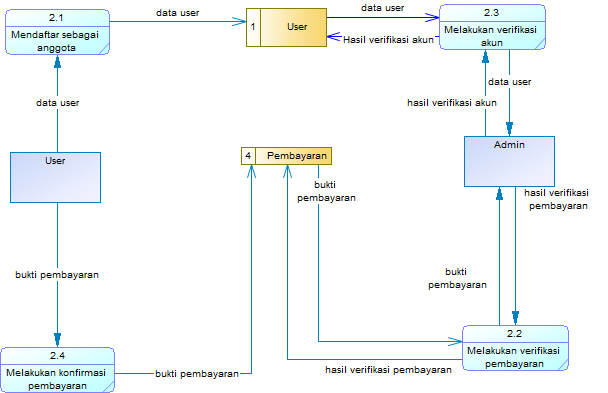 2.1
Mendaftar sebagai
anggota
data user
1
User
data user
Hasil verifikasi akun
2.3
Melakukan verifikasi
akun
data user
hasil verifikasi akun
data user
User
4
Pembayaran
Admin
bukti
pembayaran
hasil verifikasi
pembayaran
bukti pembayaran
bukti
pembayaran
2.4
Melakukan konfirmasi
pembayaran
bukti pembayaran
hasil verifikasi pembayaran
2.2
Melakukan verifikasi
pembayaran